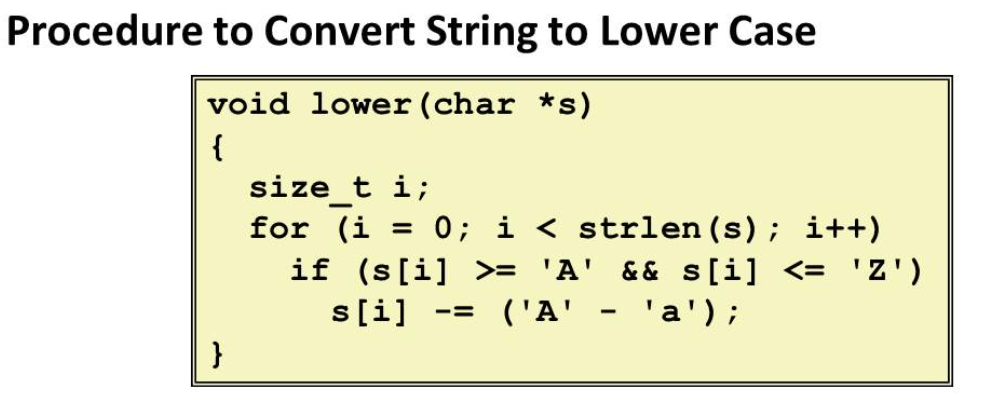 Procedure to Convert String to Lower Case
void lower(char *s)
{
  size_t i;
  for (i = 0; i < strlen(s); i++)
    if (s[i] >= 'A' && s[i] <= 'Z')
      s[i] -= ('A' - 'a');
}